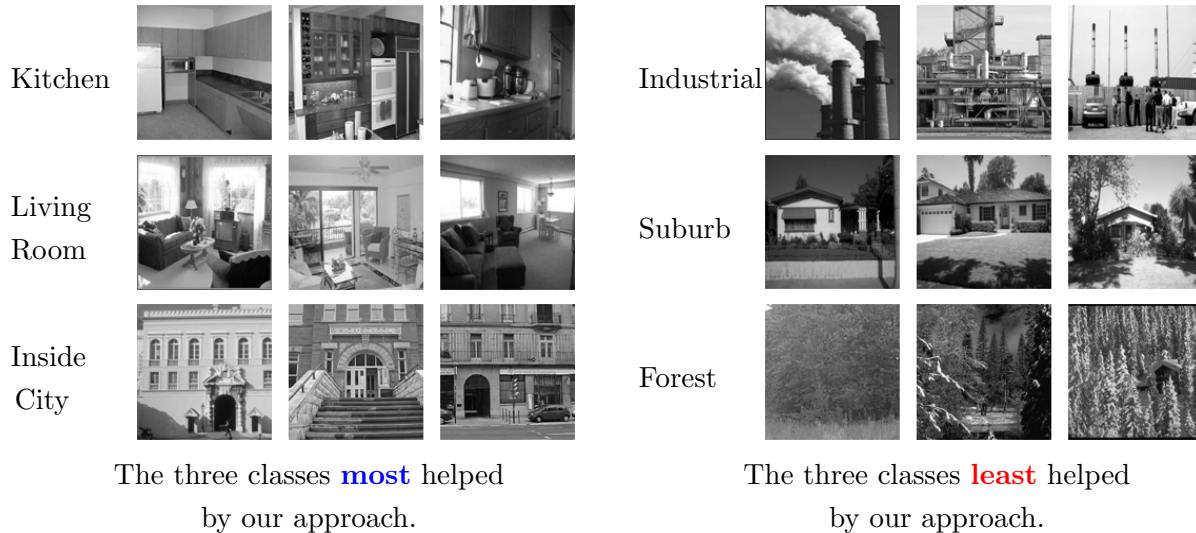 Kitchen
Living
Room
Inside
City
The three classes most helped
by our approach.
Industrial
Suburb
Forest
The three classes least helped
by our approach.